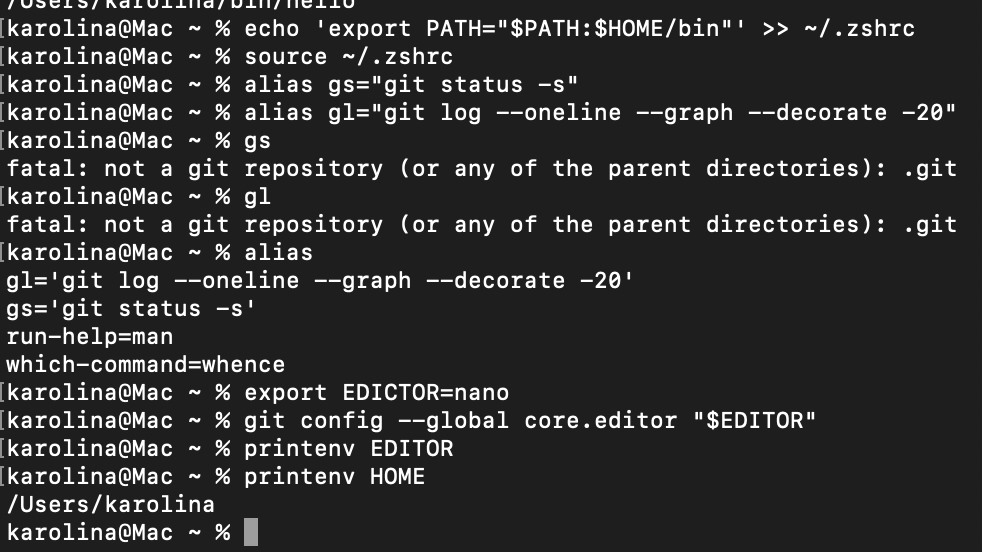 /Users/karolina/bin/hello
[karolina@Mac ~ % echo 'export PATH="$PATH:$HOME/bin"' >> ~/.zshrc
[karolina@Mac ~ % source ~/.zshrc
[karolina@Mac ~ % alias gs="git status -s"
[karolina@Mac ~ % alias gl="git log --oneline --graph --decorate -20"
[karolina@Mac ~ % gs
fatal: not a git repository (or any of the parent directories): .git
[karolina@Mac ~ % gl
fatal: not a git repository (or any of the parent directories): .git
[karolina@Mac ~ % alias
gl='git log --oneline --graph --decorate -20'
gs='git status -s'
run-help=man
which-command=whence
[karolina@Mac ~ % export EDICTOR=nano
[karolina@Mac ~ % git config --global core.editor "$EDITOR"
[karolina@Mac ~ % printenv EDITOR
[karolina@Mac ~ % printenv HOME
/Users/karolina
karolina@Mac ~ %